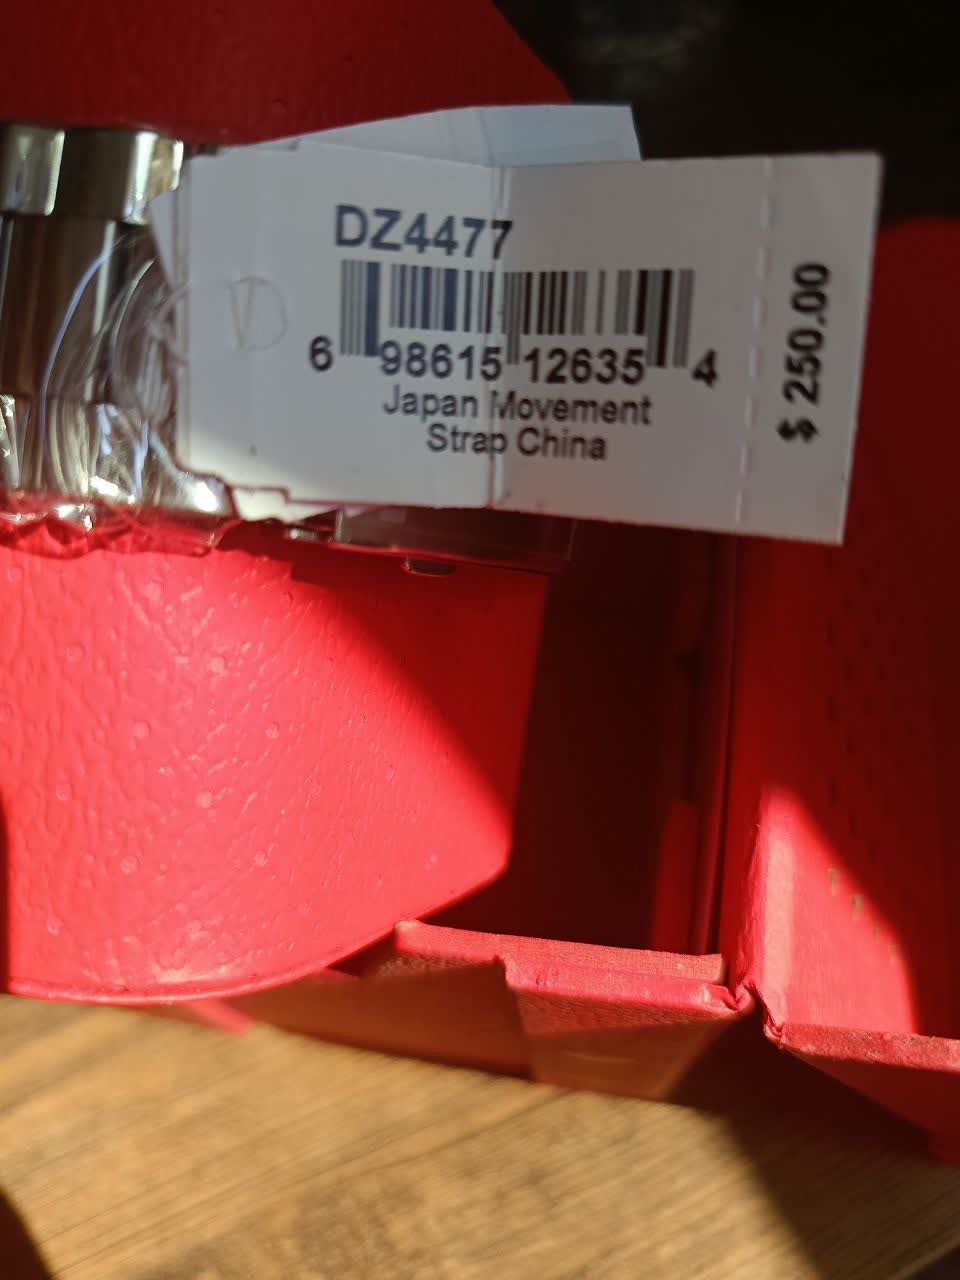 DZ4477
6 98615 12635 4
Japan Movement
Strap China
$ 250.00